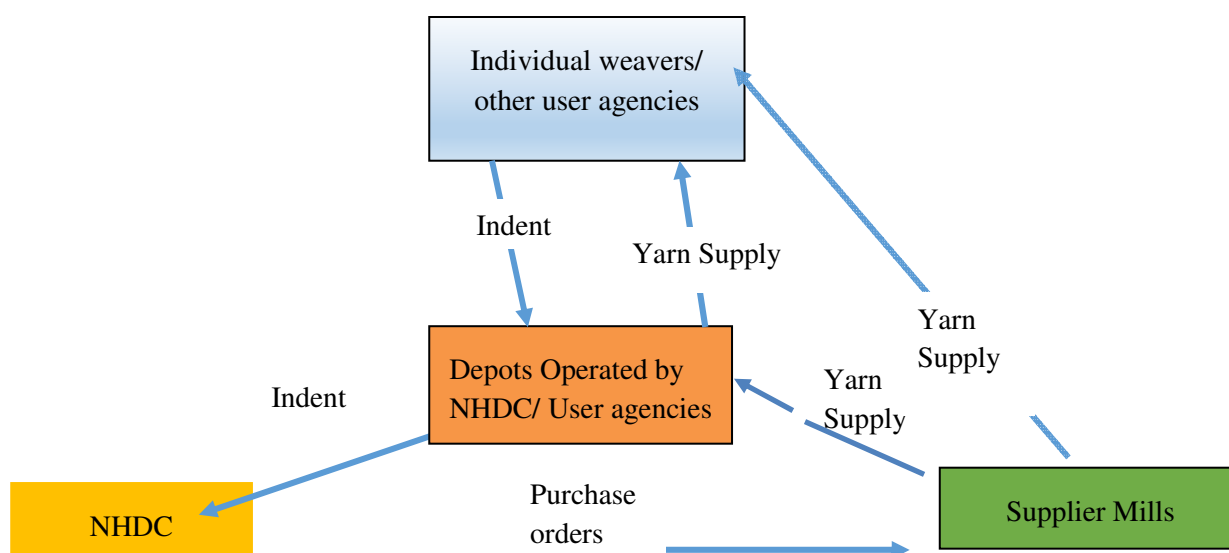 Individual weavers/
other user agencies
Indent
Yarn Supply
Yarn
Supply
Depots Operated by
NHDC/ User agencies
Yarn
Supply
Indent
Purchase
orders
Supplier Mills
NHDC